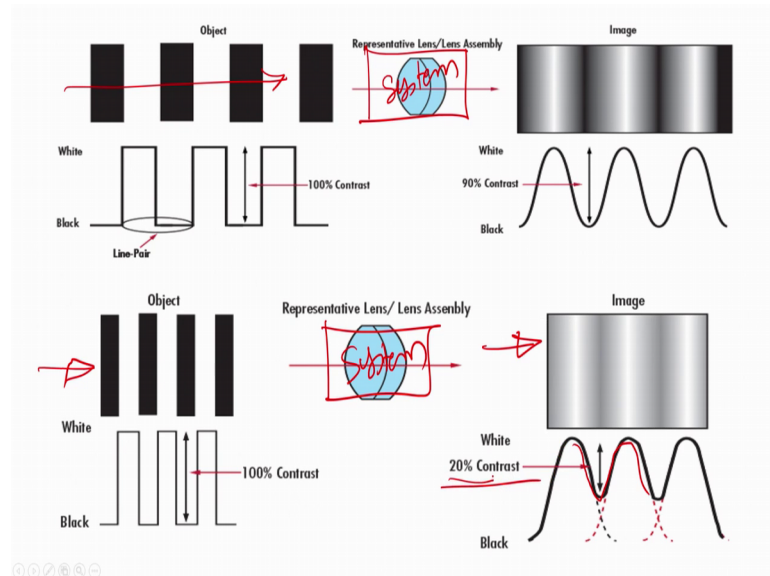 Object
Representative Lens/Lens Assembly
Image
System
White
100% Contrast
Black
Line-Pair
White
90% Contrast
Black
Object
Representative Lens/ Lens Assembly
Image
System
White
100% Contrast
Black
White
20% Contrast
Black